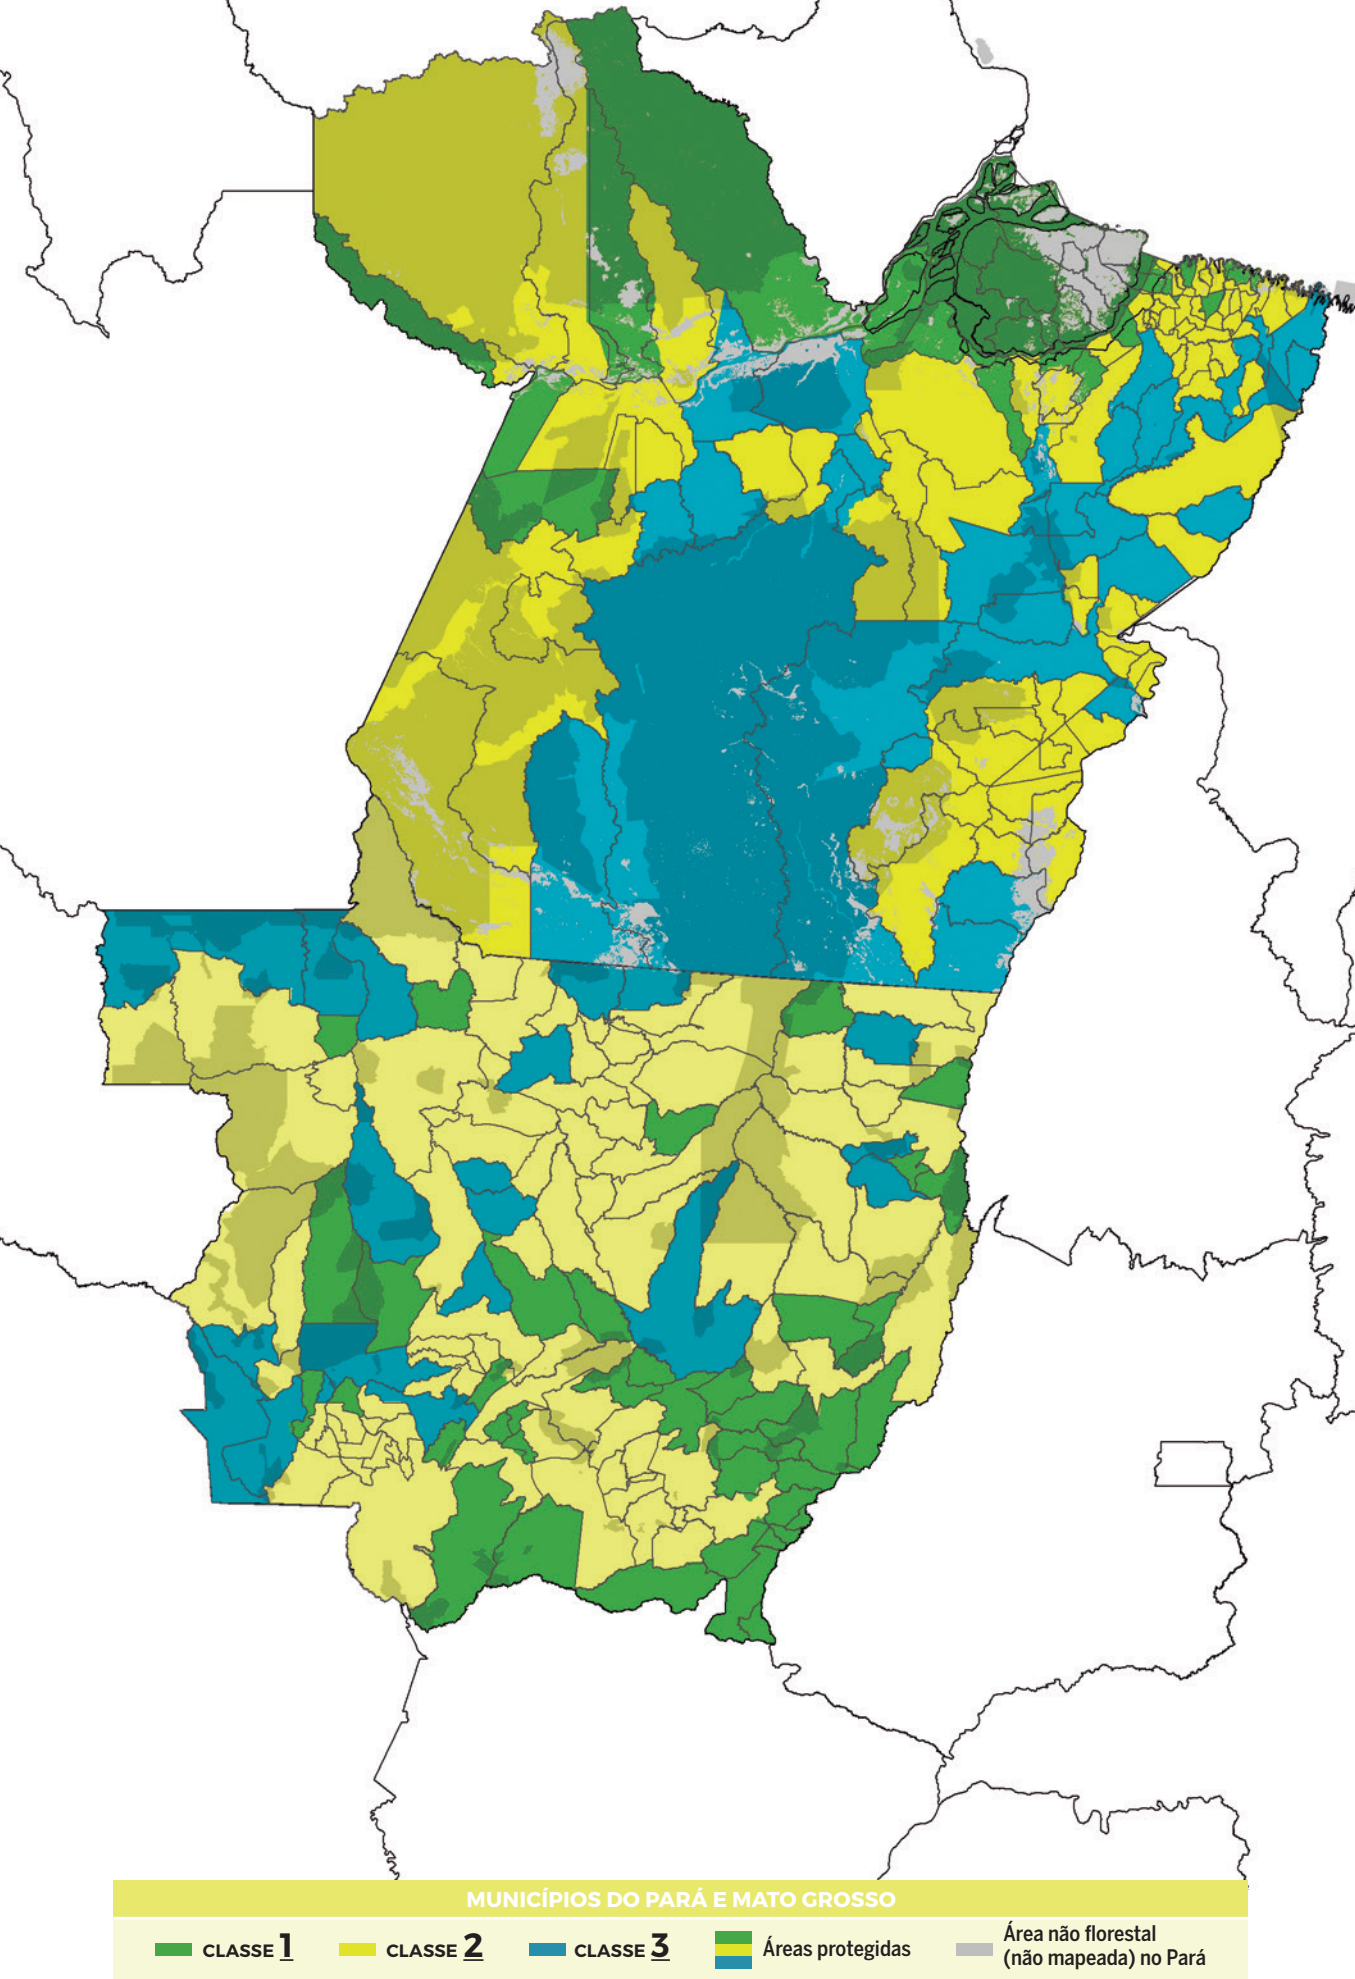 MUNICÍPIOS DO PARÁ E MATO GROSSO
CLASSE 1
CLASSE 2
CLASSE 3
Áreas protegidas
Área não florestal
(não mapeada) no Pará